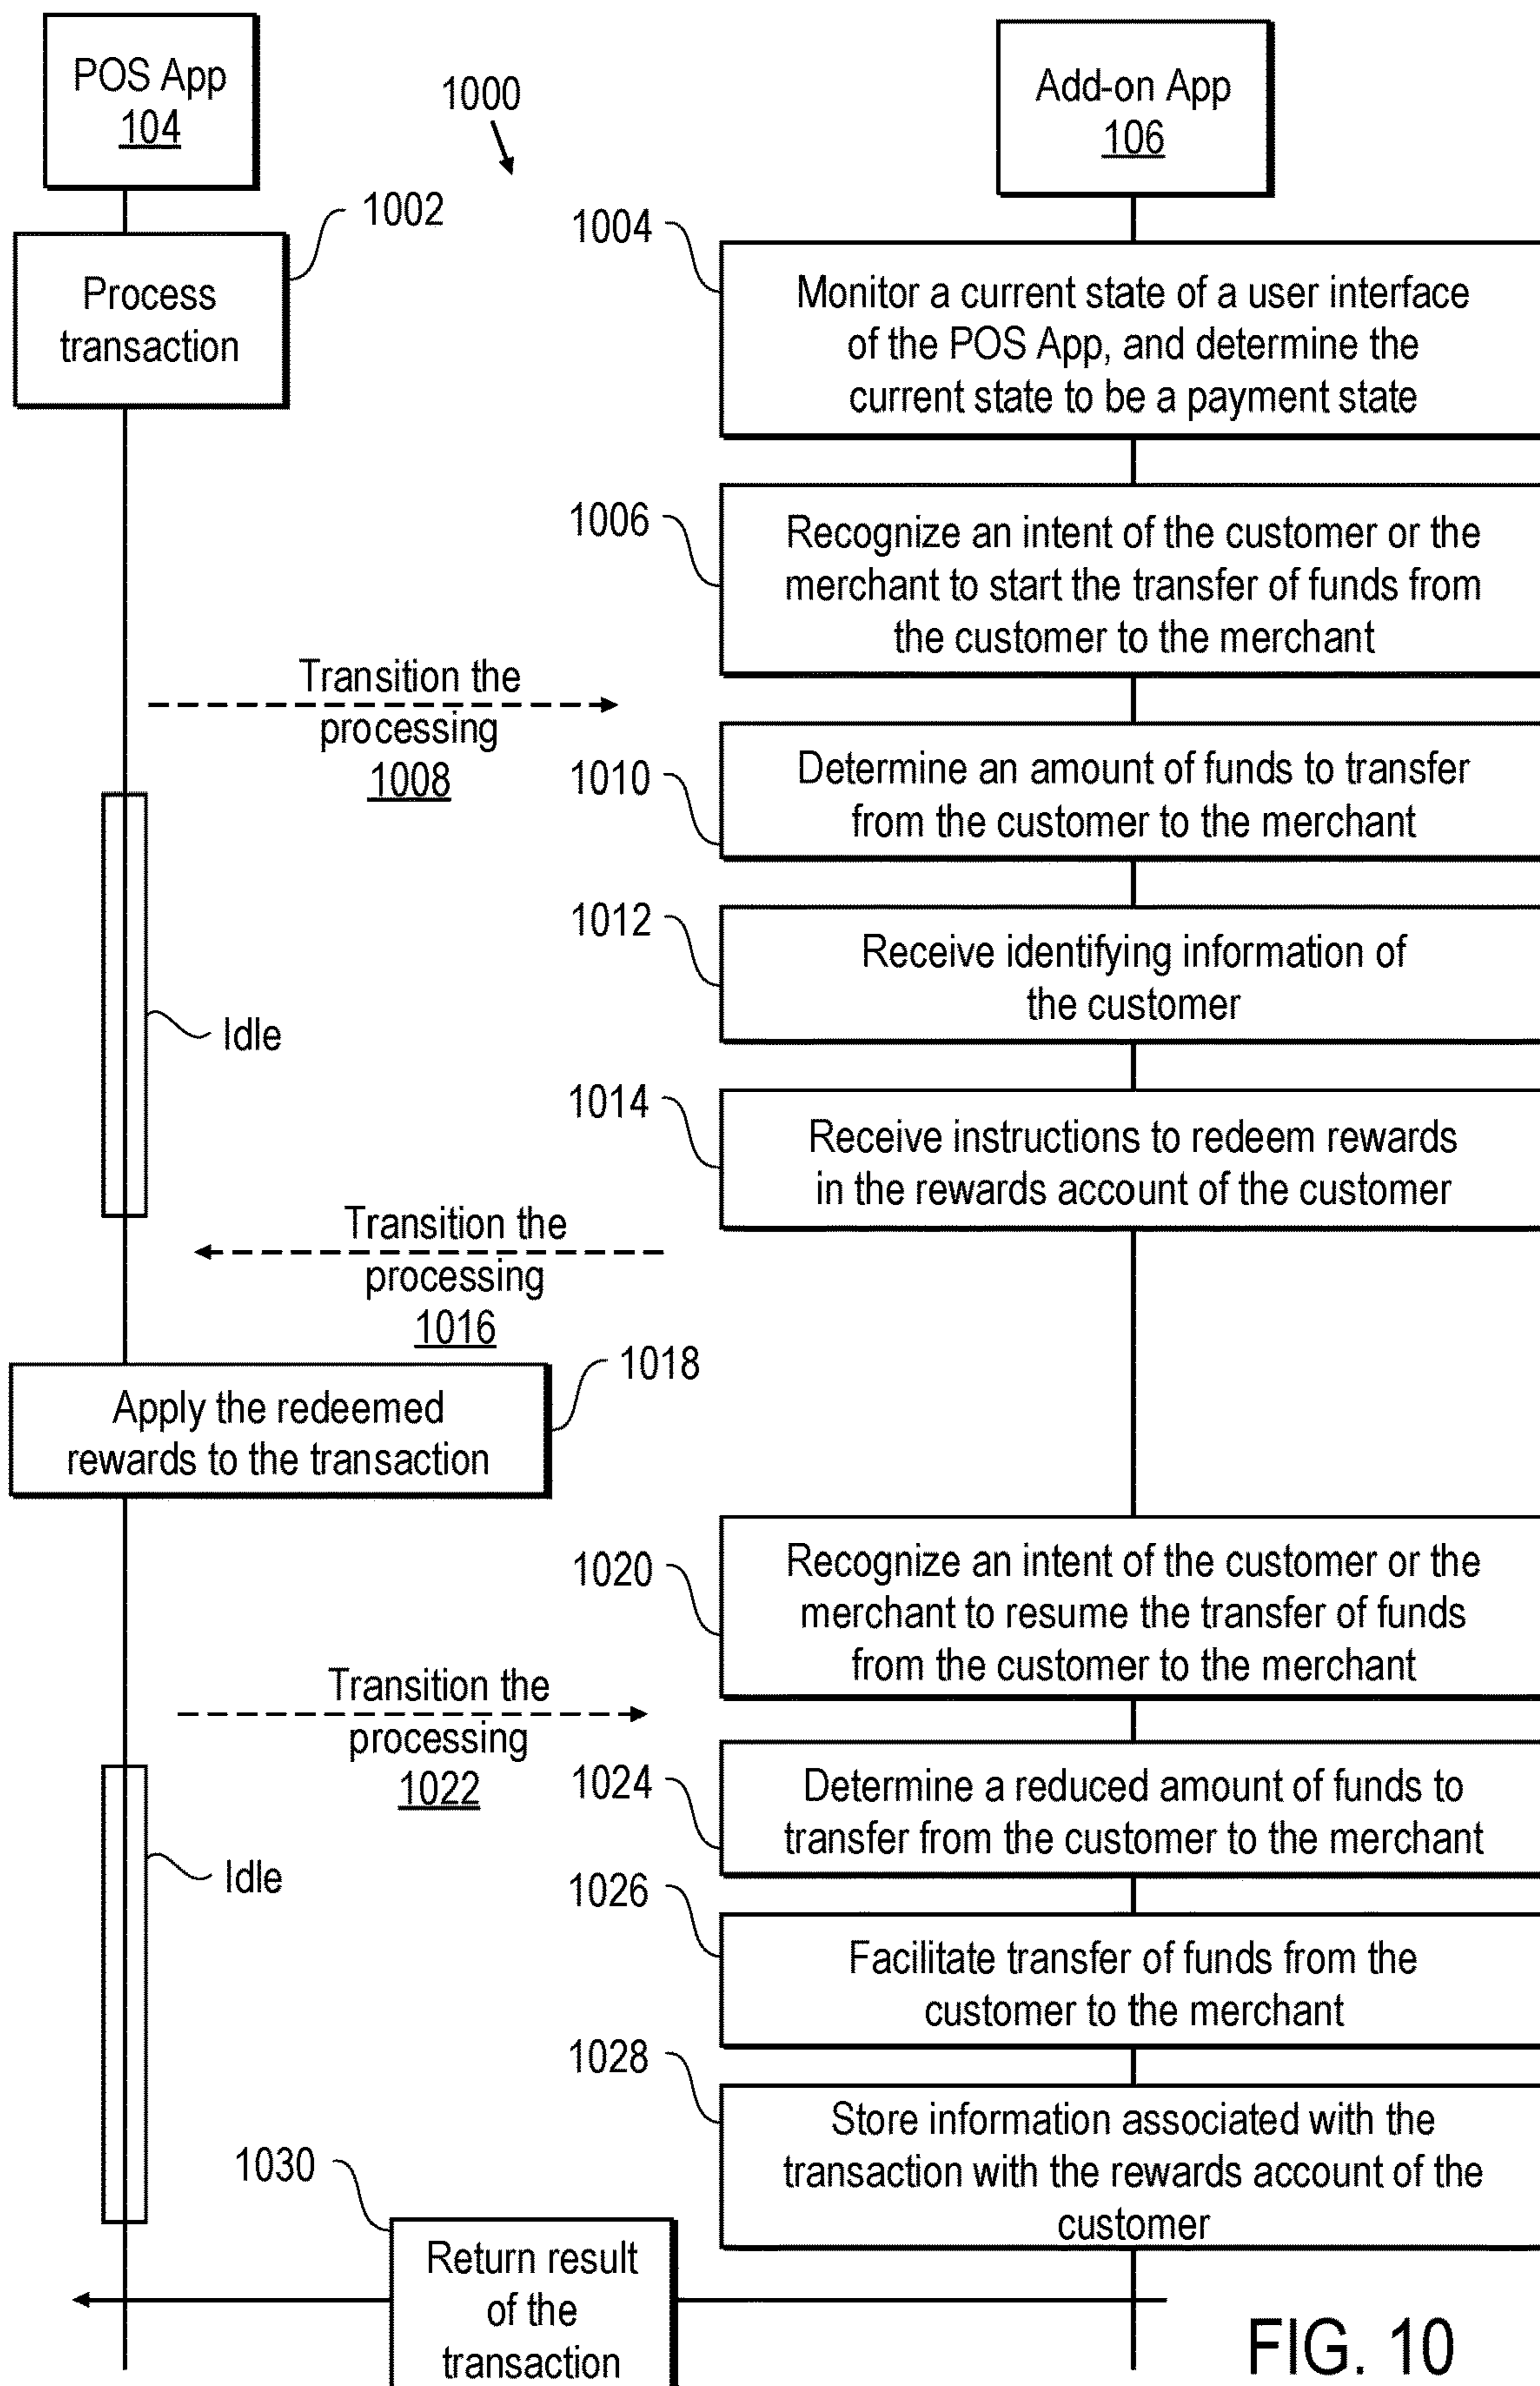 POS App
104
1000
Add-on App
106
1002
Process
transaction
1004
Monitor a current state of a user interface
of the POS App, and determine the
current state to be a payment state
1006
Recognize an intent of the customer or the
merchant to start the transfer of funds from
the customer to the merchant
Transition the
processing
1008
1010
Determine an amount of funds to transfer
from the customer to the merchant
1012
Receive identifying information of
the customer
Idle
1014
Receive instructions to redeem rewards
in the rewards account of the customer
Transition the
processing
1016
1018
Apply the redeemed
rewards to the transaction
1020
Recognize an intent of the customer or the
merchant to resume the transfer of funds
from the customer to the merchant
Transition the
processing
1022
1024
Determine a reduced amount of funds to
transfer from the customer to the merchant
Idle
1026
Facilitate transfer of funds from the
customer to the merchant
1028
Store information associated with the
transaction with the rewards account of the
customer
1030
Return result
of the
transaction
FIG. 10